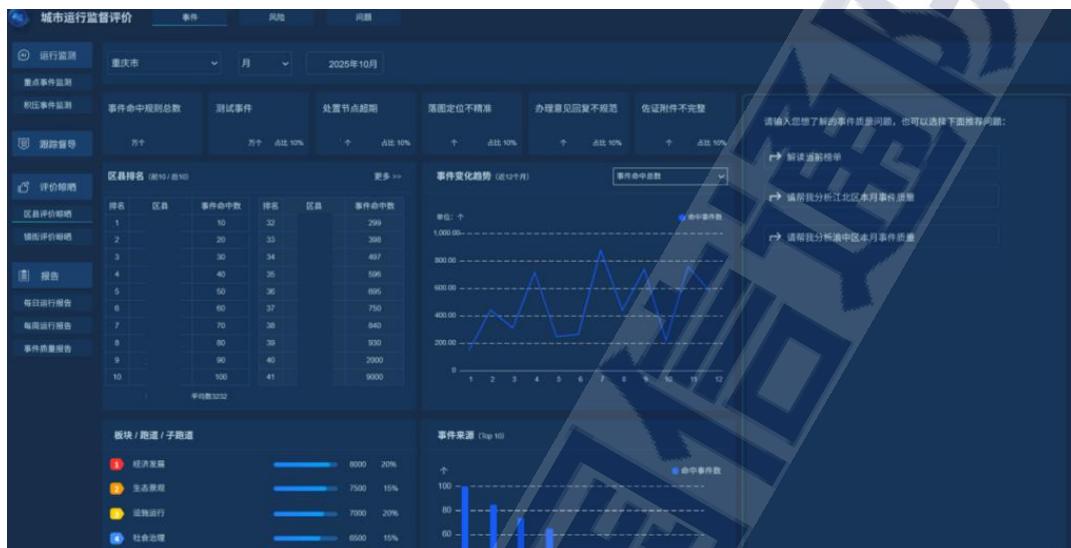 城市运行监督评价 事件 风险 问题
运行监测
重点事件监测
积压事件监测
跟踪督导
评价晾晒
区县评价晾晒
镇街评价晾晒
报告
每日运行报告
每周运行报告
事件质量报告
重庆市 月 2025年10月
事件命中规则总数 测试事件 处置节点超期 落图定位不精准 办理意见回复不规范 佐证附件不完整
万个 万个 占比 10% 个 占比 10% 个 占比 10% 个 占比 10% 个 占比 10%
区县排名 (前10 / 后10) 更多 >>
排名 区县 事件命中数 排名 区县 事件命中数
1 10 32 299
2 20 33 398
3 30 34 497
4 40 35 596
5 50 36 695
6 60 37 750
7 70 38 840
8 80 39 930
9 90 40 2000
10 100 41 9000
平均数3232
事件变化趋势 (近12个月) 事件命中总数
单位: 个 命中事件数
1,000.00
800.00
600.00
400.00
200.00
0
1 2 3 4 5 6 7 8 9 10 11 12
请输入您想了解的事件质量问题，也可以选择下面推荐问题:
解读当前榜单
请帮我分析江北区本月事件质量
请帮我分析渝中区本月事件质量
板块 / 跑道 / 子跑道
1 经济发展 8000 20%
2 生态景观 7500 15%
3 设施运行 7000 20%
4 社会治理 6500 15%
事件来源 (Top 10)
个 命中事件数
100
80
60